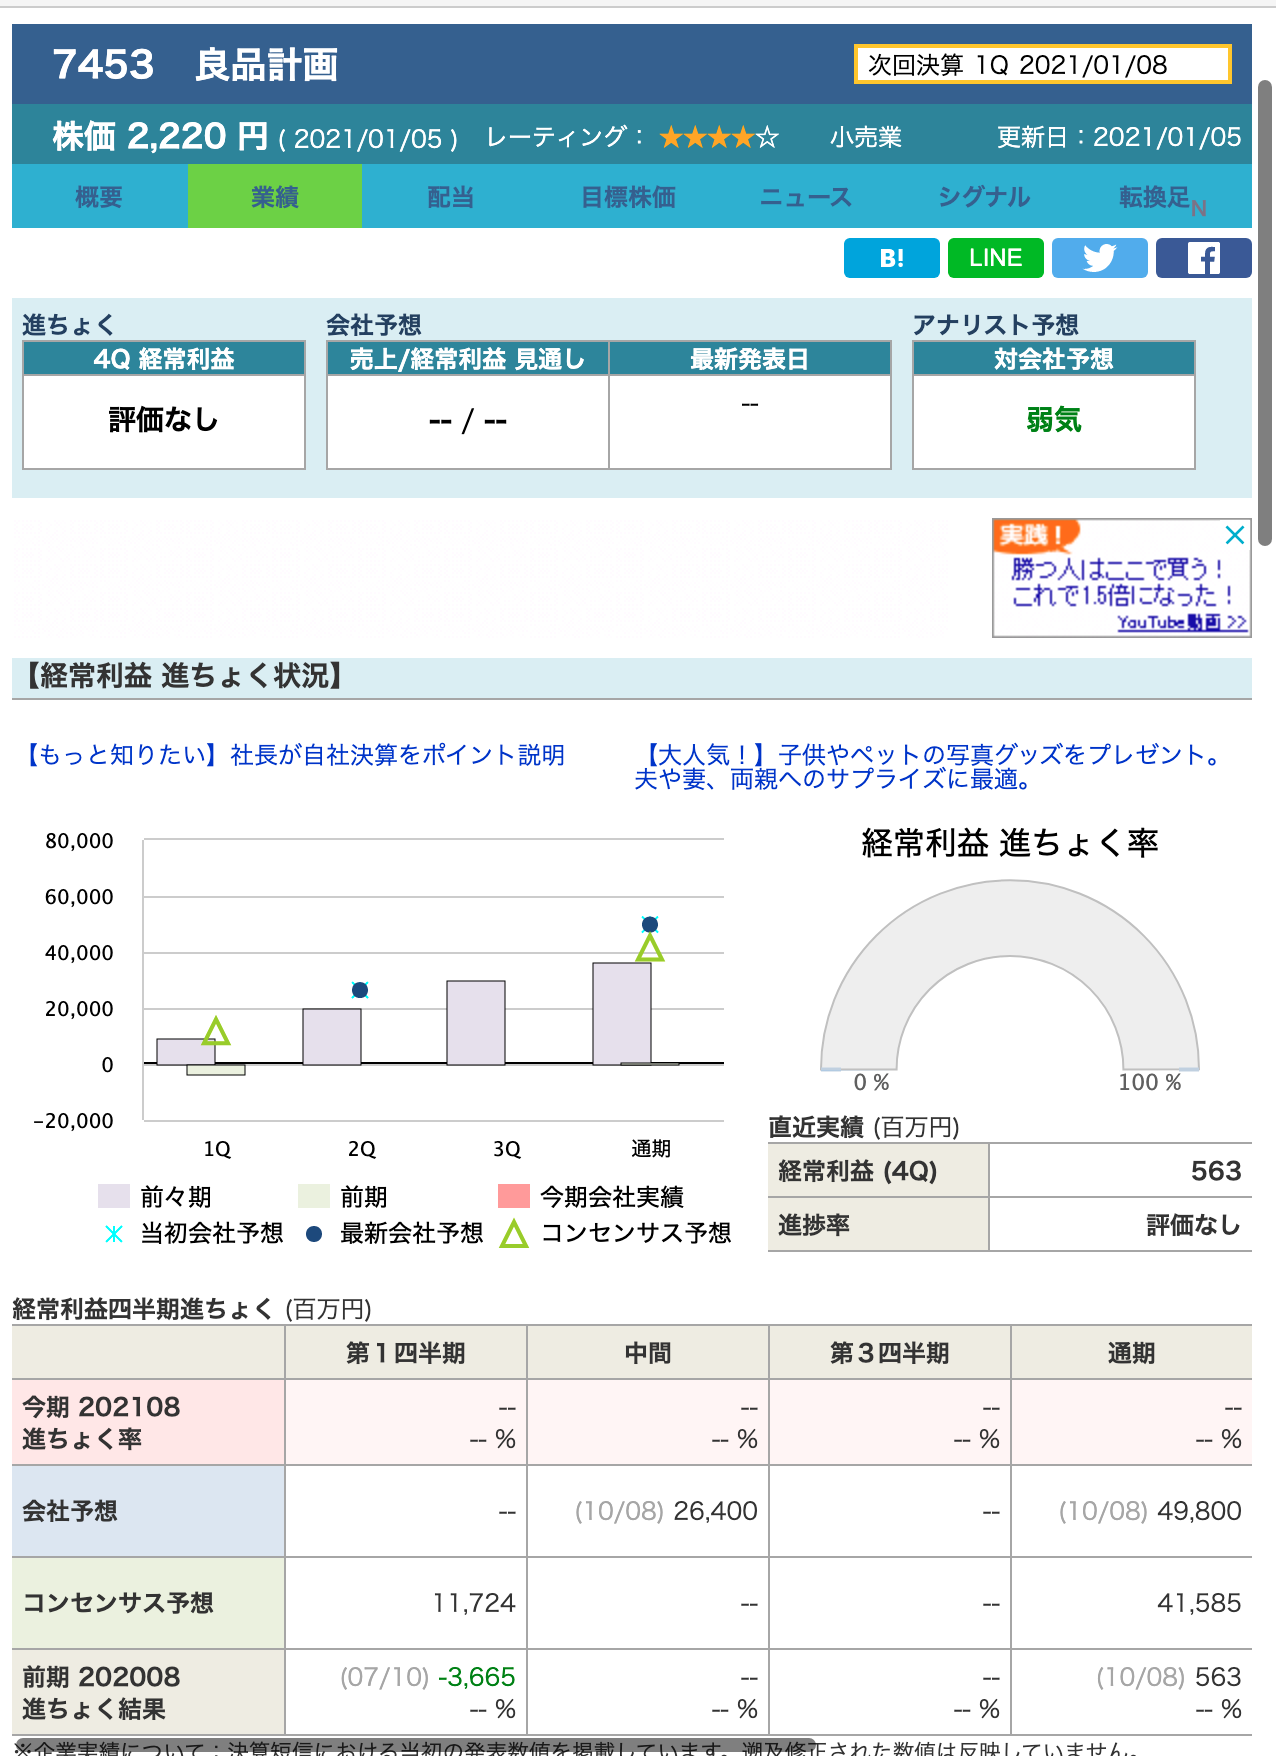 7453 良品計画
次回決算 1Q 2021/01/08
株価 2,220 円 ( 2021/01/05 ) レーティング： ★★★★☆ 小売業 更新日：2021/01/05
概要 業績 配当 目標株価 ニュース シグナル 転換足N
B! LINE
進ちょく 会社予想 アナリスト予想
4Q 経常利益 売上/経常利益 見通し 最新発表日 対会社予想
評価なし -- / -- -- 弱気
実践！
勝つ人はここで買う！
これで1.5倍になった！
YouTube動画 >>
【経常利益 進ちょく状況】
【もっと知りたい】社長が自社決算をポイント説明
【大人気！】子供やペットの写真グッズをプレゼント。
夫や妻、両親へのサプライズに最適。
80,000
60,000
40,000
20,000
0
-20,000
1Q 2Q 3Q 通期
前々期 前期 今期会社実績
当初会社予想 最新会社予想 コンセンサス予想
経常利益 進ちょく率
0 % 100 %
直近実績 (百万円)
経常利益 (4Q) 563
進捗率 評価なし
経常利益四半期進ちょく (百万円)
第１四半期 中間 第３四半期 通期
今期 202108 -- -- -- --
進ちょく率 -- % -- % -- % -- %
会社予想 -- (10/08) 26,400 -- (10/08) 49,800
コンセンサス予想 11,724 -- -- 41,585
前期 202008 (07/10) -3,665 -- -- (10/08) 563
進ちょく結果 -- % -- % -- % -- %
※企業実績について：決算短信における当初の発表数値を掲載しています。遡及修正された数値は反映していません。